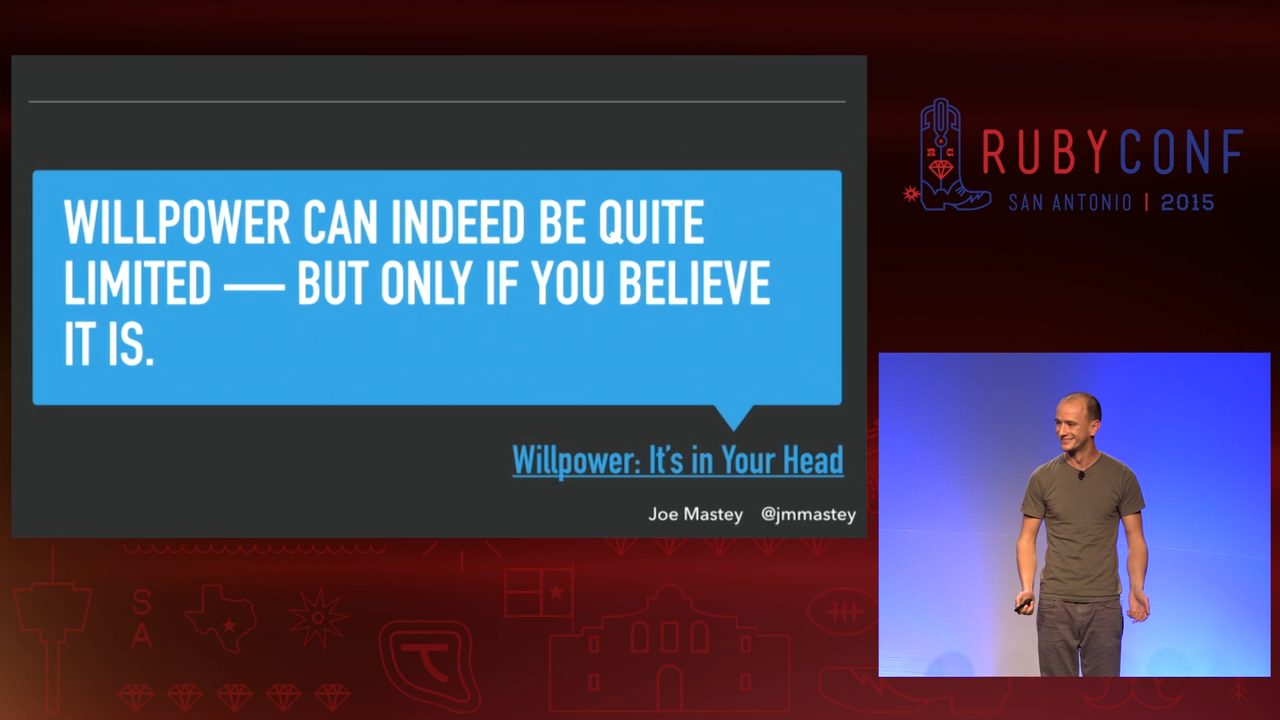 WILLPOWER CAN INDEED BE QUITE
LIMITED — BUT ONLY IF YOU BELIEVE
IT IS.
Willpower: It's in Your Head
Joe Mastey @jmmastey
RUBYCONF
SAN ANTONIO | 2015
S
A